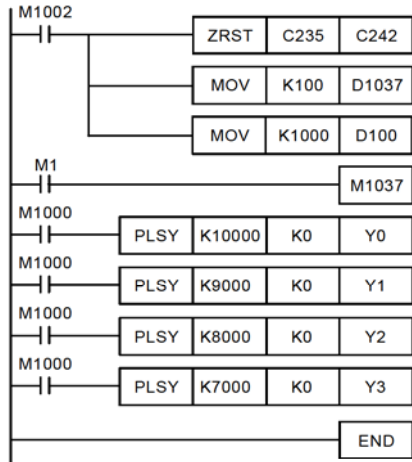 M1002
ZRST C235 C242
MOV K100 D1037
MOV K1000 D100
M1
M1037
M1000
PLSY K10000 K0 Y0
M1000
PLSY K9000 K0 Y1
M1000
PLSY K8000 K0 Y2
M1000
PLSY K7000 K0 Y3
END